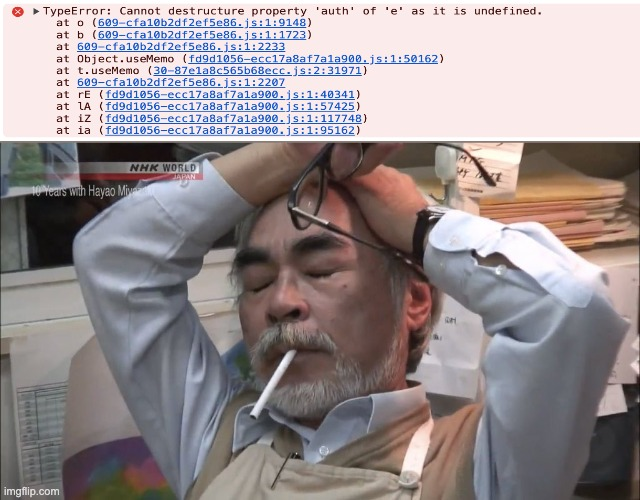 TypeError: Cannot destructure property 'auth' of 'e' as it is undefined.
at o (609-cfa10b2df2ef5e86.js:1:9148)
at b (609-cfa10b2df2ef5e86.js:1:1723)
at 609-cfa10b2df2ef5e86.js:1:2233
at Object.useMemo (fd9d1056-ecc17a8af7a1a900.js:1:50162)
at t.useMemo (30-87e1a8c565b68ecc.js:2:31971)
at 609-cfa10b2df2ef5e86.js:1:2207
at rE (fd9d1056-ecc17a8af7a1a900.js:1:40341)
at lA (fd9d1056-ecc17a8af7a1a900.js:1:57425)
at iZ (fd9d1056-ecc17a8af7a1a900.js:1:117748)
at ia (fd9d1056-ecc17a8af7a1a900.js:1:95162)
NHK WORLD
JAPAN
10 Years with Hayao
imgflip.com